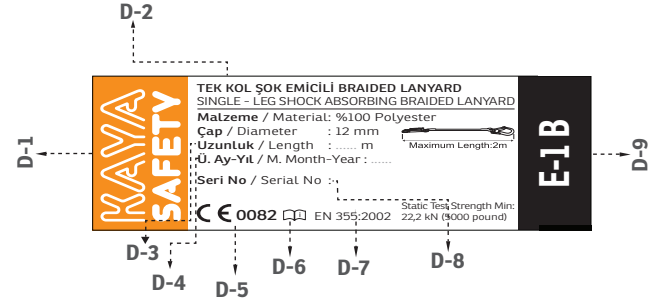 D-2
D-1
KAYA
SAFETY
TEK KOL ŞOK EMİCİLİ BRAIDED LANYARD
SINGLE - LEG SHOCK ABSORBING BRAIDED LANYARD
Malzeme / Material: %100 Polyester
Çap / Diameter : 12 mm
Uzunluk / Length : ...... m
Maximum Length:2m
Ü. Ay-Yıl / M. Month-Year : ......
Seri No / Serial No :
CE 0082 EN 355:2002
Static Test Strength Min:
22,2 kN (5000 pound)
E-1 B
D-9
D-3
D-4
D-5
D-6
D-7
D-8